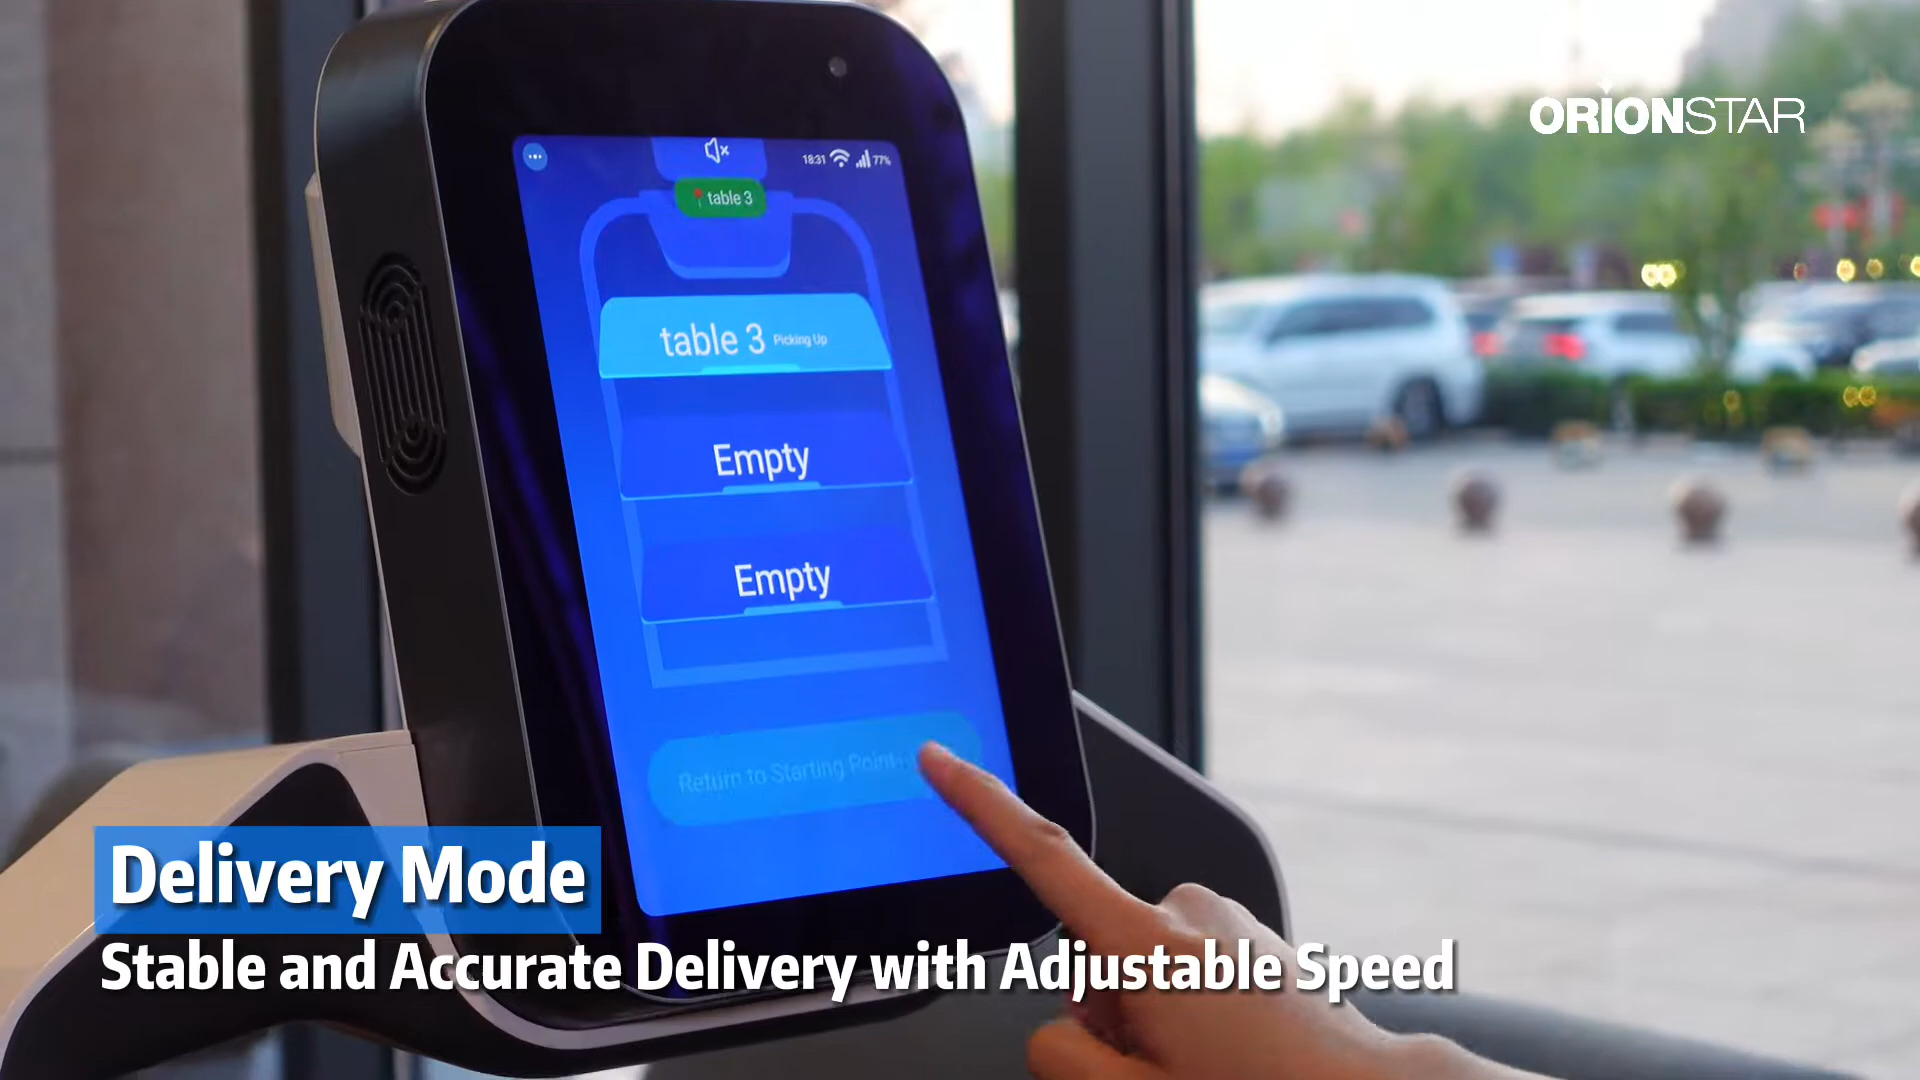 ORIONSTAR
18:31 77%
table 3
table 3 Picking Up
Empty
Empty
Return to Starting Point
Delivery Mode
Stable and Accurate Delivery with Adjustable Speed